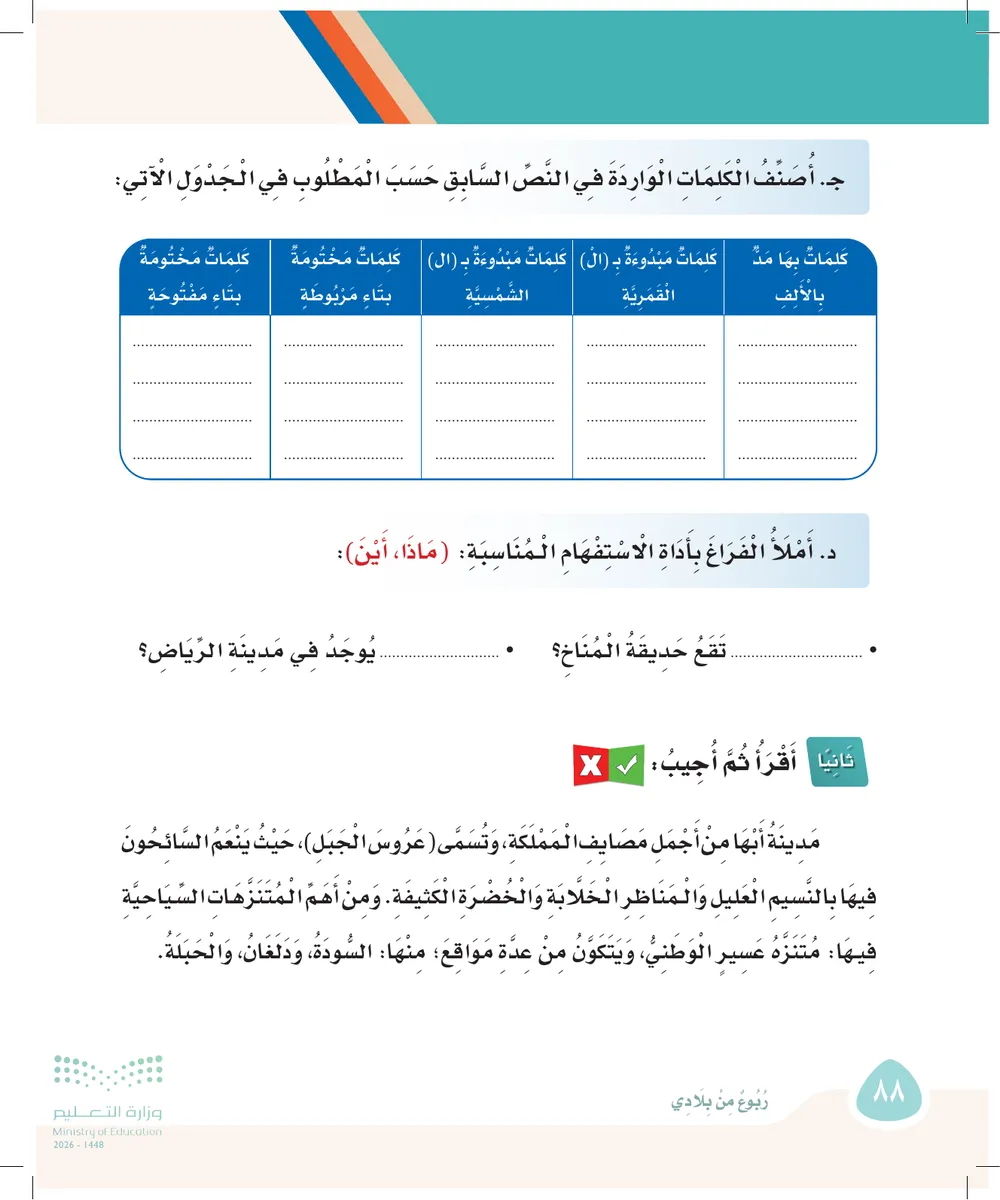 جـ. أُصَنِّفُ الْكَلِمَاتِ الْوَارِدَةَ فِي النَّصِّ السَّابِقِ حَسَبَ الْمَطْلُوبِ فِي الْجَدْوَلِ الْآتِي:
كَلِمَاتٌ بِهَا مَدٌّ بِالْأَلِفِ
كَلِمَاتٌ مَبْدُوءَةٌ بِـ (الْ) الْقَمَرِيَّةِ
كَلِمَاتٌ مَبْدُوءَةٌ بِـ (ال) الشَّمْسِيَّةِ
كَلِمَاتٌ مَخْتُومَةٌ بِتَاءٍ مَرْبُوطَةٍ
كَلِمَاتٌ مَخْتُومَةٌ بِتَاءٍ مَفْتُوحَةٍ
د. أَمْلَأُ الْفَرَاغَ بِأَدَاةِ الْاسْتِفْهَامِ الْمُنَاسِبَةِ: (مَاذَا، أَيْنَ):
• ............................... تَقَعُ حَدِيقَةُ الْمُنَاخِ؟
• ............................ يُوجَدُ فِي مَدِينَةِ الرِّيَاضِ؟
ثَانِيًا أَقْرَأُ ثُمَّ أُجِيبُ:
مَدِينَةُ أَبْهَا مِنْ أَجْمَلِ مَصَايِفِ الْمَمْلَكَةِ، وَتُسَمَّى (عَرُوسَ الْجَبَلِ)، حَيْثُ يَنْعَمُ السَّائِحُونَ
فِيهَا بِالنَّسِيمِ الْعَلِيلِ وَالْمَنَاظِرِ الْخَلَّابَةِ وَالْخُضْرَةِ الْكَثِيفَةِ. وَمِنْ أَهَمِّ الْمُتَنَزَّهَاتِ السِّيَاحِيَّةِ
فِيهَا: مُتَنَزَّهُ عَسِيرٍ الْوَطَنِيُّ، وَيَتَكَوَّنُ مِنْ عِدَّةِ مَوَاقِعَ؛ مِنْهَا: السُّودَةُ، وَدَلَغَانُ، وَالْحَبَلَةُ.
٨٨
رُبُوعٌ مِنْ بِلَادِي
وزارة التعـلـيم
Ministry of Education
2026 - 1448